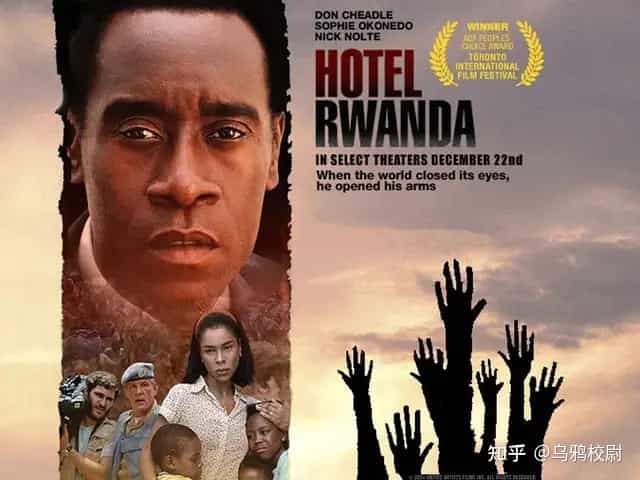 DON CHEADLE
SOPHIE OKONEDO
NICK NOLTE
WINNER
AGF PEOPLE'S
CHOICE AWARD
TORONTO
INTERNATIONAL
FILM FESTIVAL
HOTEL
RWANDA
IN SELECT THEATERS DECEMBER 22nd
When the world closed its eyes,
he opened his arms
知乎 @乌鸦校尉